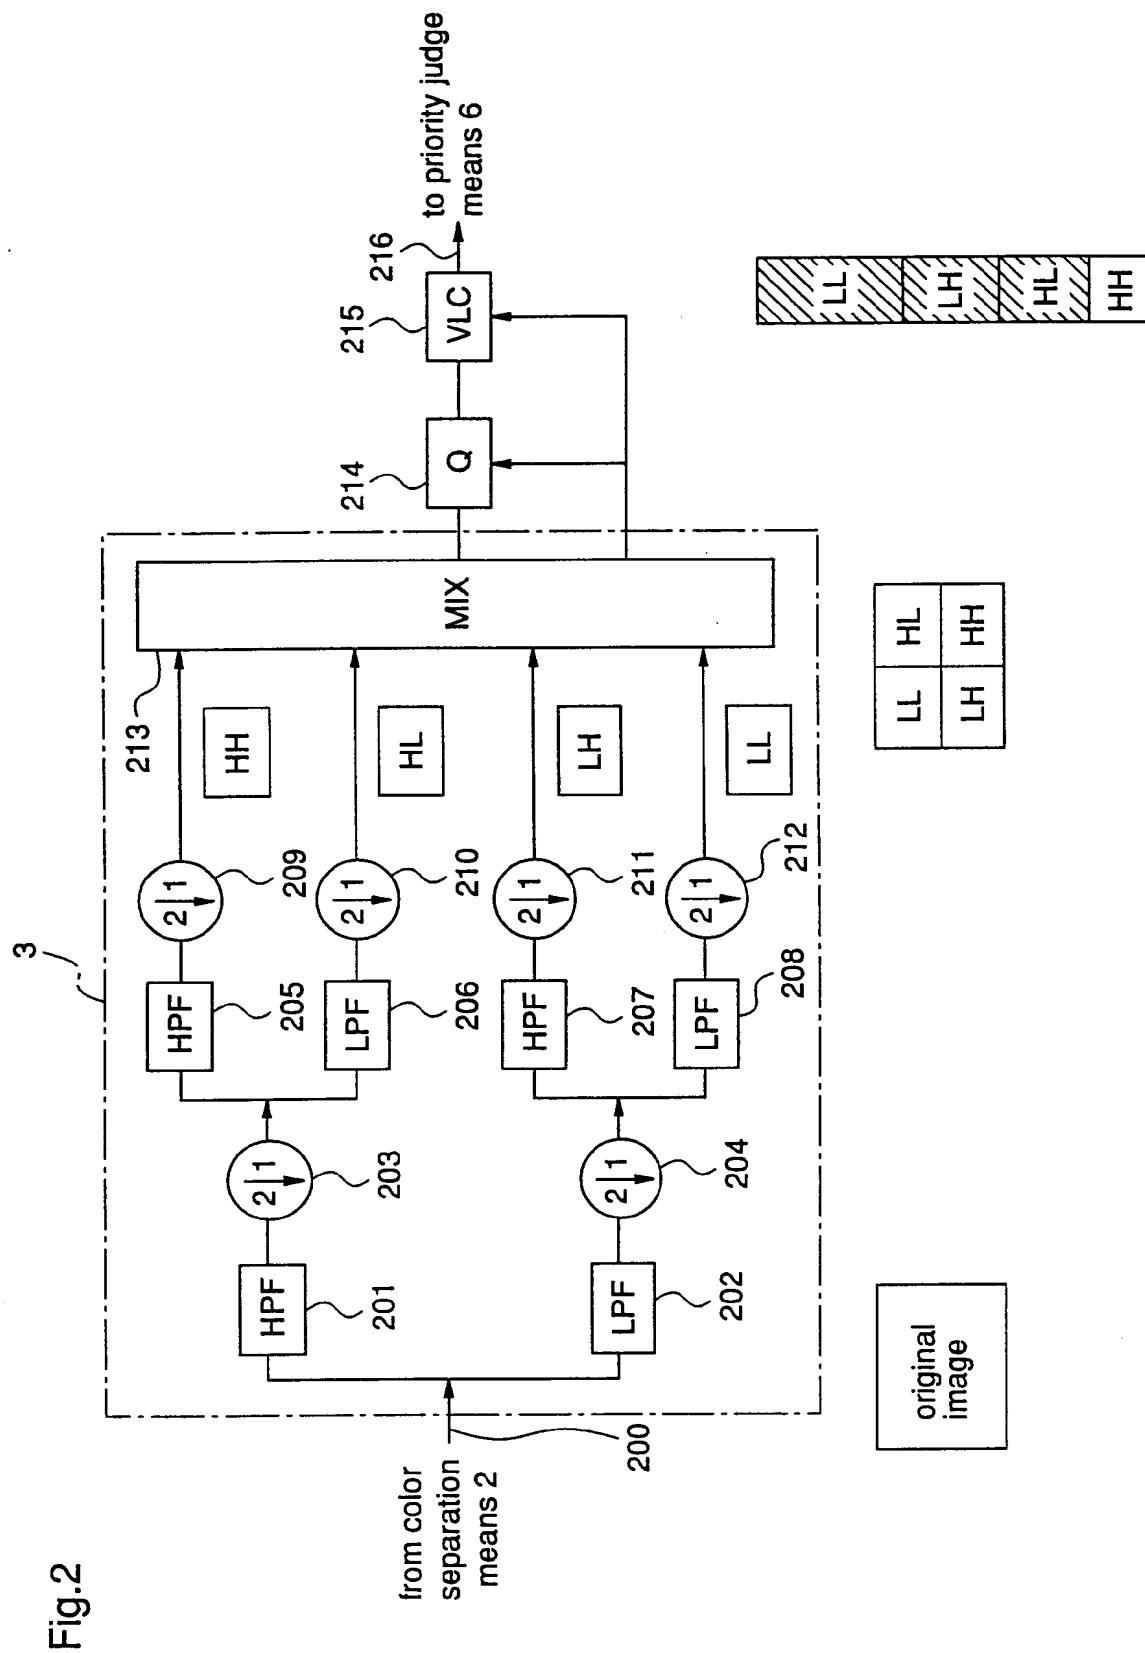 Fig.2
3
from color
separation
means 2
200
HPF
201
LPF
202
2 1
203
2 1
204
HPF
205
LPF
206
HPF
207
LPF
208
2 1
209
2 1
210
2 1
211
2 1
212
HH
HL
LH
LL
213
MIX
214
Q
215
VLC
216
to priority judge
means 6
original
image
LL HL
LH HH
LL
LH
HL
HH